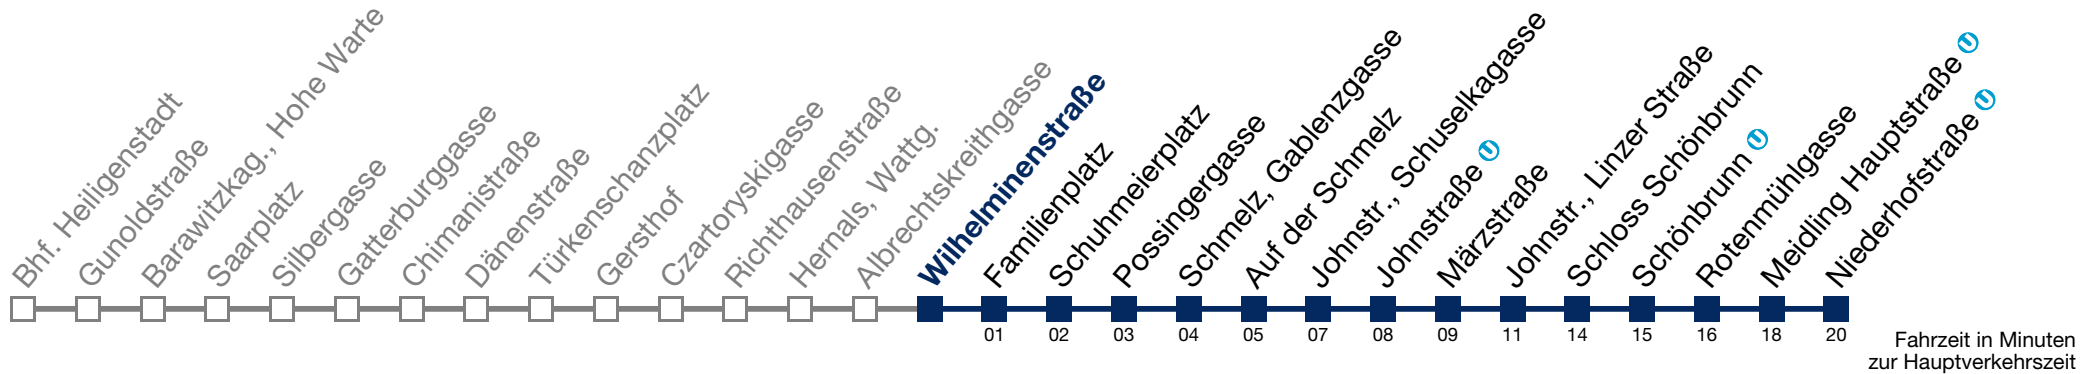 Bhf. Heiligenstadt
Gunoldstraße
Barawitzkag., Hohe Warte
Saarplatz
Silbergasse
Gatterburggasse
Chimanistraße
Dänenstraße
Türkenschanzplatz
Gersthof
Czartoryskigasse
Richthausenstraße
Hernals, Wattg.
Albrechtskreithgasse
Wilhelminenstraße
Familienplatz
Schuhmeierplatz
Possingergasse
Schmelz, Gablenzgasse
Auf der Schmelz
Johnstr., Schuselkagasse
Johnstraße U
Märzstraße
Johnstr., Linzer Straße
Schloss Schönbrunn
Schönbrunn U
Rotenmühlgasse
Meidling Hauptstraße U
Niederhofstraße U
01 02 03 04 05 07 08 09 11 14 15 16 18 20
Fahrzeit in Minuten
zur Hauptverkehrszeit